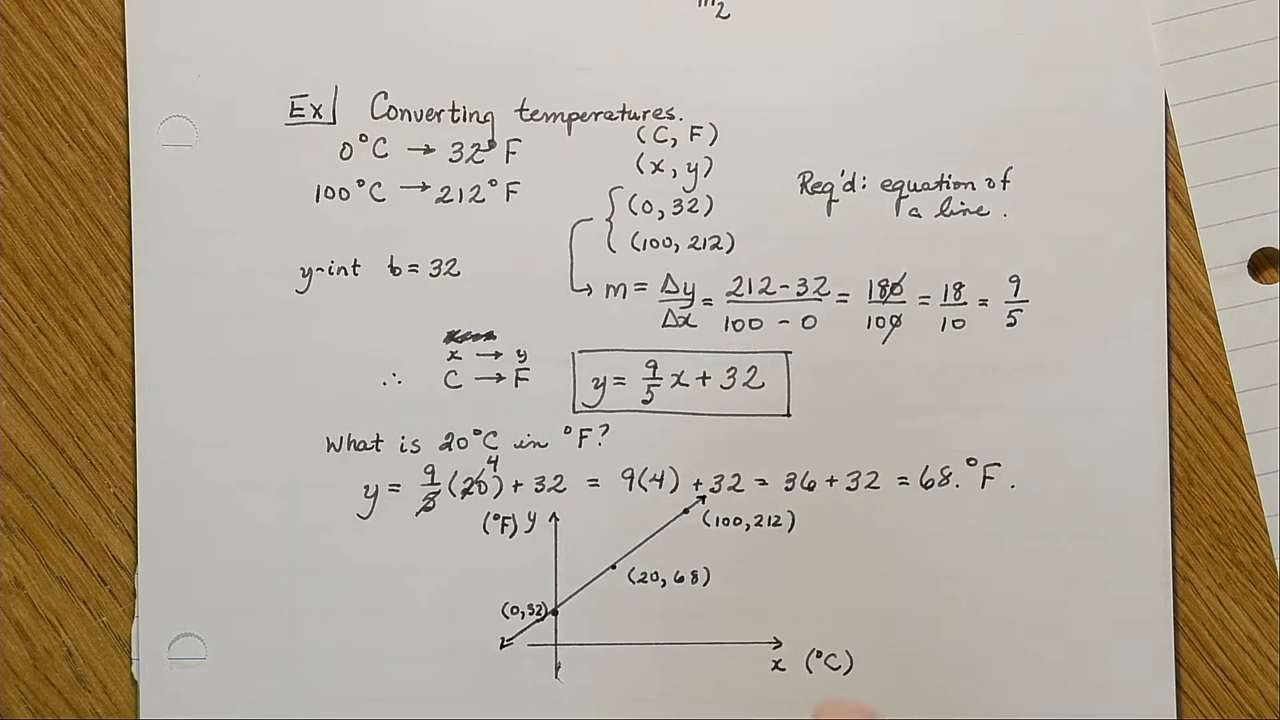 m₂
Ex| Converting temperatures.
0°C → 32°F
100°C → 212°F
(C, F)
(x, y)
(0, 32)
(100, 212)
Req'd: equation of
a line.
y-int b = 32
m = Δy/Δx = (212 - 32)/(100 - 0) = 180/100 = 18/10 = 9/5
x → y
∴ C → F
y = 9/5 x + 32
What is 20°C in °F?
y = 9/5 (20) 4 + 32 = 9(4) + 32 = 36 + 32 = 68.°F.
(°F) y
(100, 212)
(20, 68)
(0, 32)
x (°C)